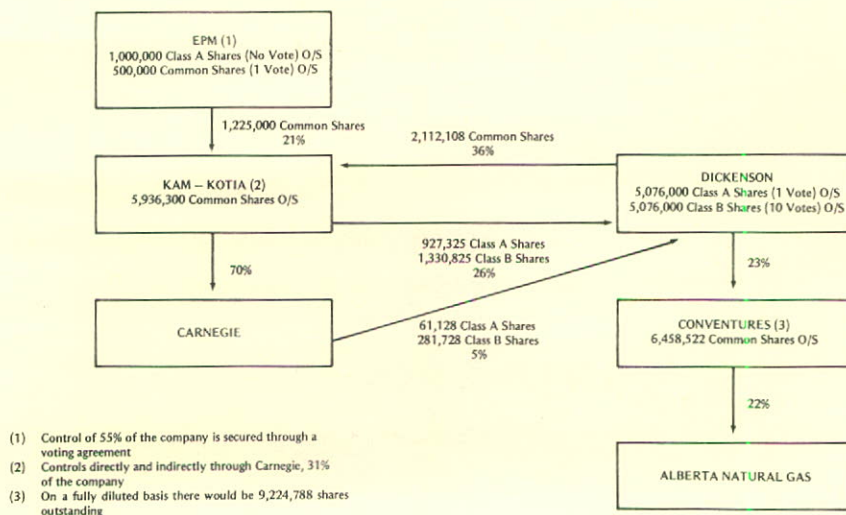 EPM (1)
1,000,000 Class A Shares (No Vote) O/S
500,000 Common Shares (1 Vote) O/S
1,225,000 Common Shares
21%
2,112,108 Common Shares
36%
KAM – KOTIA (2)
5,936,300 Common Shares O/S
DICKENSON
5,076,000 Class A Shares (1 Vote) O/S
5,076,000 Class B Shares (10 Votes) O/S
927,325 Class A Shares
1,330,825 Class B Shares
26%
70%
23%
CARNEGIE
61,128 Class A Shares
281,728 Class B Shares
5%
CONVENTURES (3)
6,458,522 Common Shares O/S
22%
ALBERTA NATURAL GAS
(1) Control of 55% of the company is secured through a
voting agreement
(2) Controls directly and indirectly through Carnegie, 31%
of the company
(3) On a fully diluted basis there would be 9,224,788 shares
outstanding